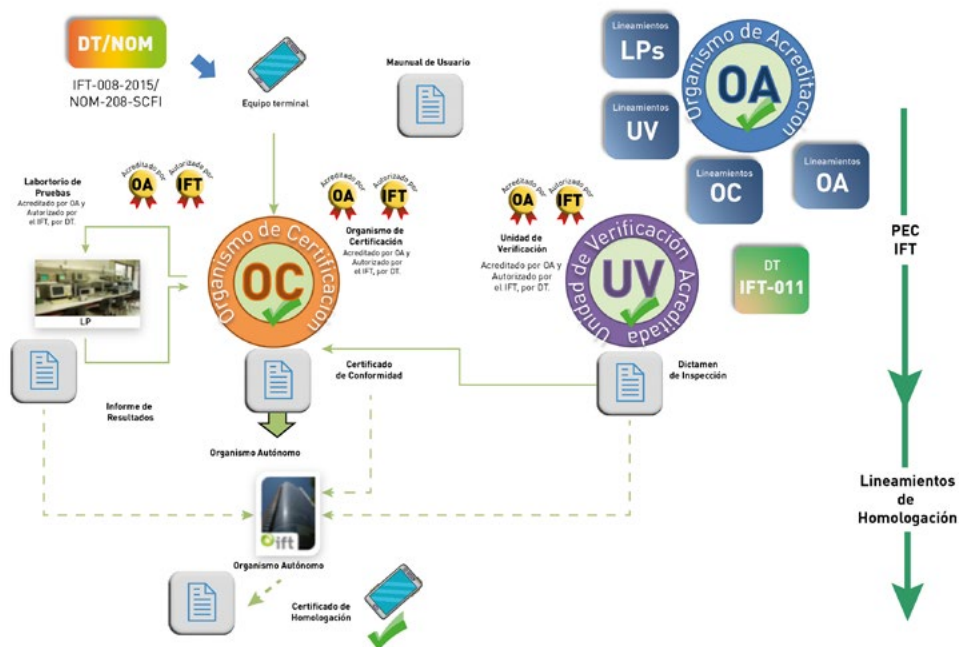 DT/NOM
IFT-008-2015/
NOM-208-SCFI
Equipo terminal
Maunual de Usuario
Lineamientos
LPs
Organismo de Acreditacion
OA
Lineamientos
UV
Lineamientos
OC
Lineamientos
OA
Labortorio de
Pruebas
Acreditado por OA y
Autorizado por
el IFT, por DT.
Acreditado por
OA
Autorizado por
IFT
LP
Informe de
Resultados
Organismo de Certificación
OC
Acreditado por
OA
Autorizado por
IFT
Organismo de
Certificación
Acreditado por OA y
Autorizado por
el IFT, por DT.
Certificado
de Conformidad
Acreditado por
OA
Autorizado por
IFT
Unidad de
Verificación
Acreditado por OA y
Autorizado por
el IFT, por DT.
Unidad de Verificación Acreditada
UV
Dictamen
de Inspección
DT
IFT-011
PEC
IFT
Organismo Autónomo
ift
Organismo Autónomo
Certificado de
Homologación
Lineamientos
de
Homologación